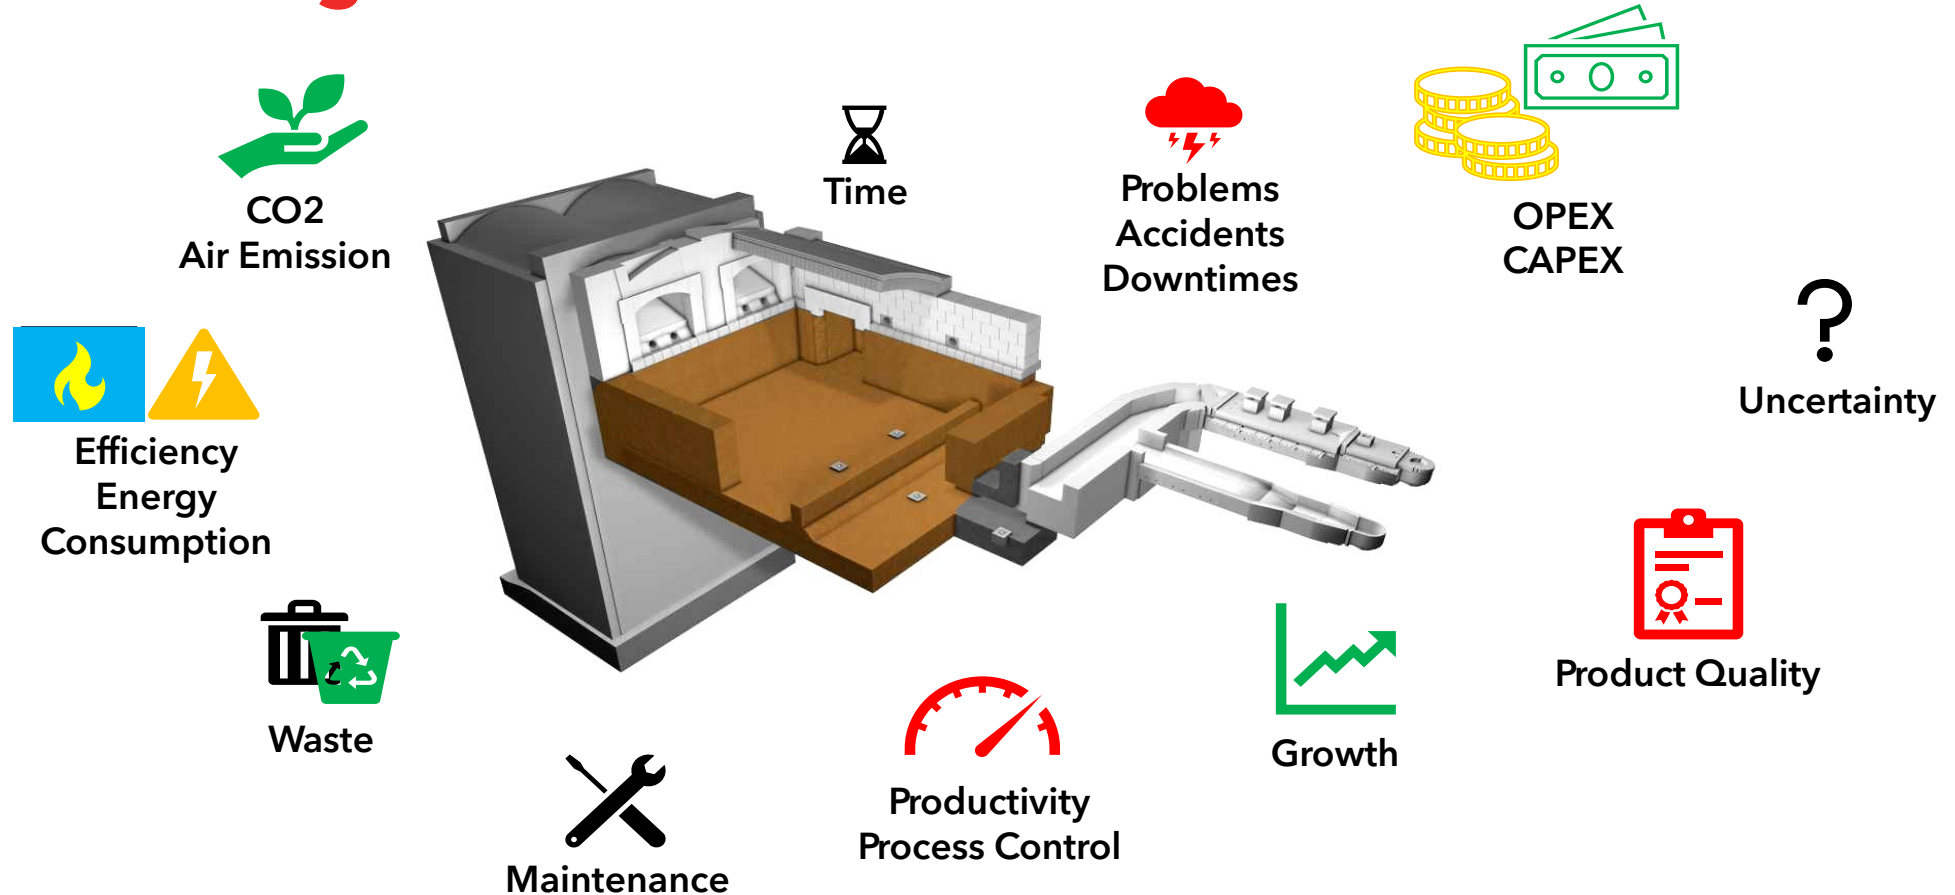 CO2
Air Emission
Time
Problems
Accidents
Downtimes
OPEX
CAPEX
Uncertainty
Efficiency
Energy
Consumption
Product Quality
Waste
Growth
Productivity
Process Control
Maintenance